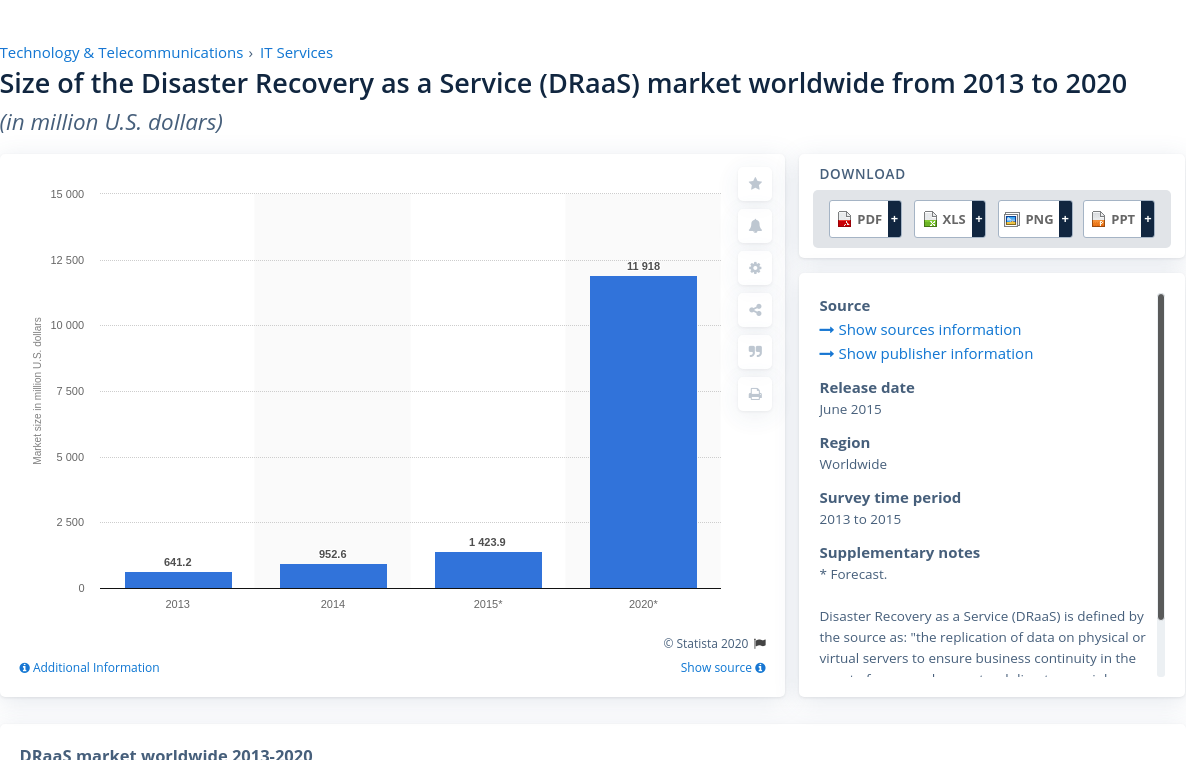 Technology & Telecommunications › IT Services
Size of the Disaster Recovery as a Service (DRaaS) market worldwide from 2013 to 2020
(in million U.S. dollars)
15 000
12 500
10 000
7 500
5 000
2 500
0
Market size in million U.S. dollars
641.2
952.6
1 423.9
11 918
2013
2014
2015*
2020*
© Statista 2020
Additional Information
Show source
DOWNLOAD
PDF +
XLS +
PNG +
PPT +
Source
Show sources information
Show publisher information
Release date
June 2015
Region
Worldwide
Survey time period
2013 to 2015
Supplementary notes
* Forecast.
Disaster Recovery as a Service (DRaaS) is defined by
the source as: "the replication of data on physical or
virtual servers to ensure business continuity in the
DRaaS market worldwide 2013-2020